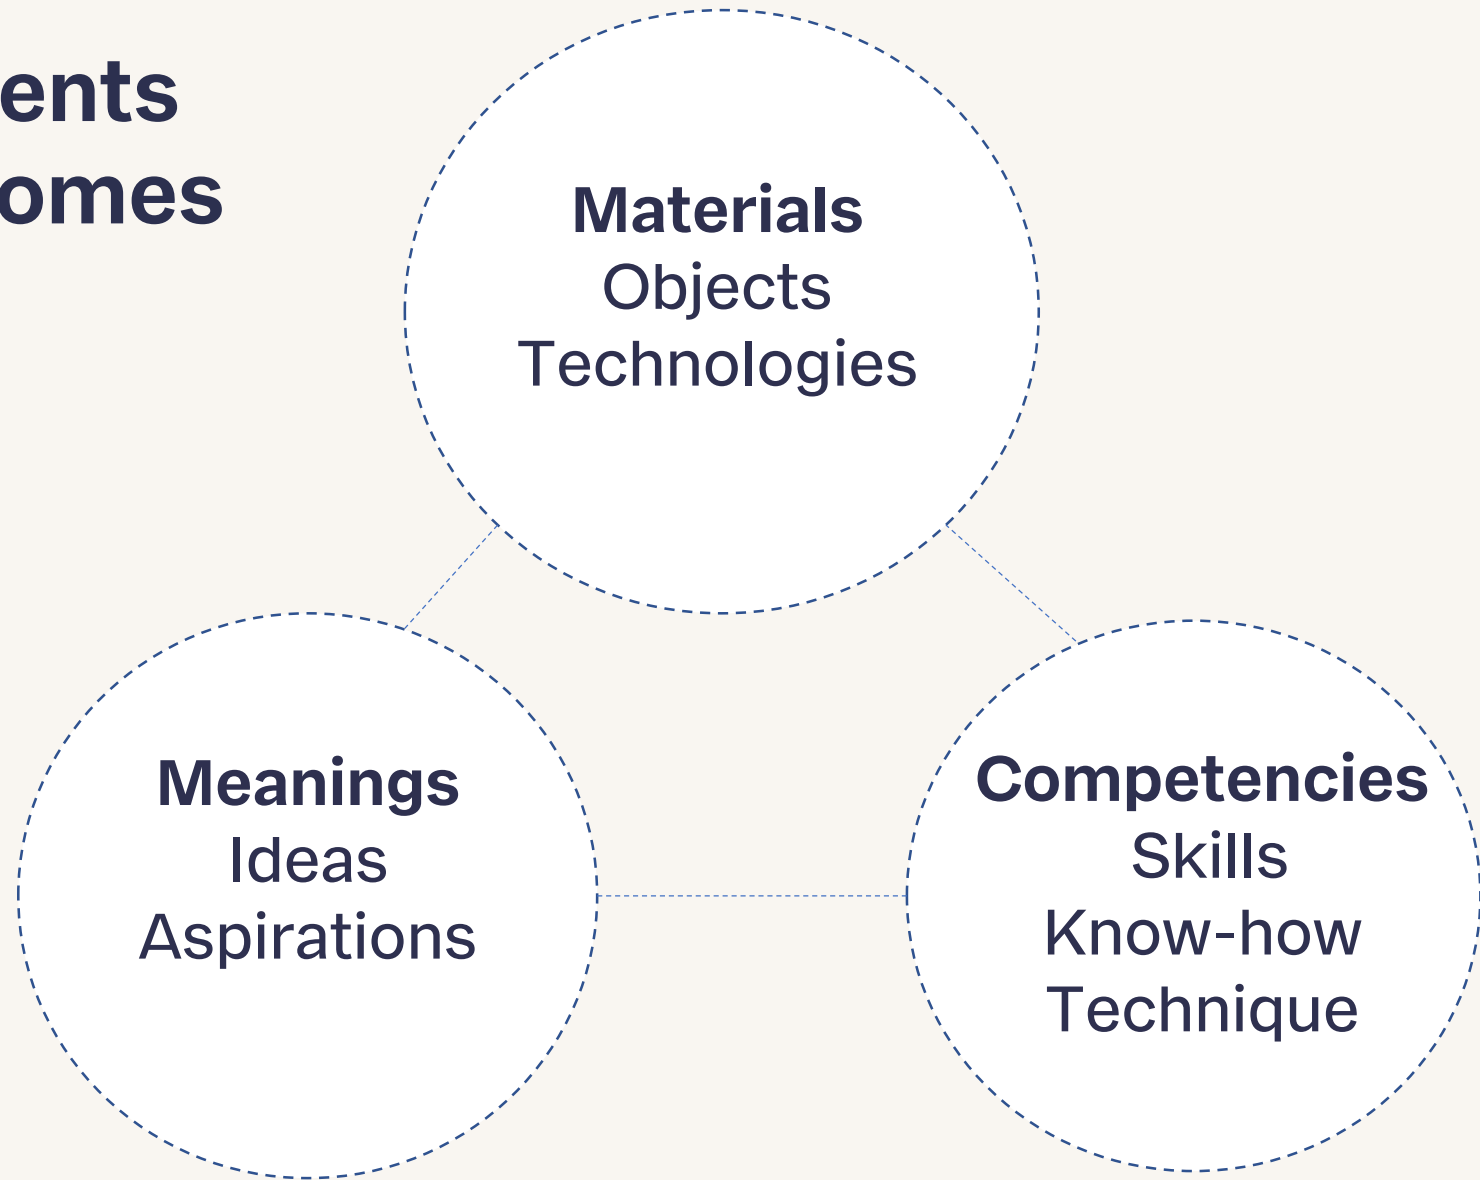 ents
omes
Materials
Objects
Technologies
Meanings
Ideas
Aspirations
Competencies
Skills
Know-how
Technique